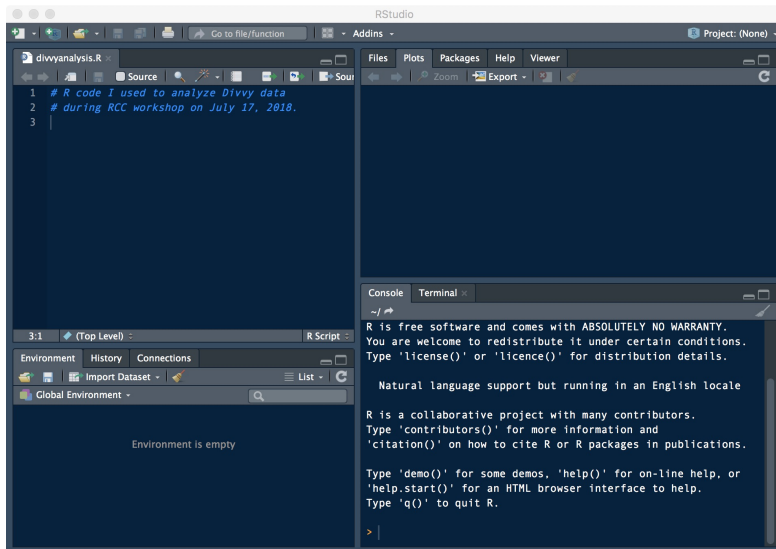 RStudio
Go to file/function
Addins
Project: (None)
divvyanalysis.R
Source
Sour
1 # R code I used to analyze Divvy data
2 # during RCC workshop on July 17, 2018.
3
3:1 (Top Level) R Script
Environment History Connections
Import Dataset List
Global Environment
Environment is empty
Files Plots Packages Help Viewer
Zoom Export
Console Terminal
~/
R is free software and comes with ABSOLUTELY NO WARRANTY.
You are welcome to redistribute it under certain conditions.
Type 'license()' or 'licence()' for distribution details.
Natural language support but running in an English locale
R is a collaborative project with many contributors.
Type 'contributors()' for more information and
'citation()' on how to cite R or R packages in publications.
Type 'demo()' for some demos, 'help()' for on-line help, or
'help.start()' for an HTML browser interface to help.
Type 'q()' to quit R.
>